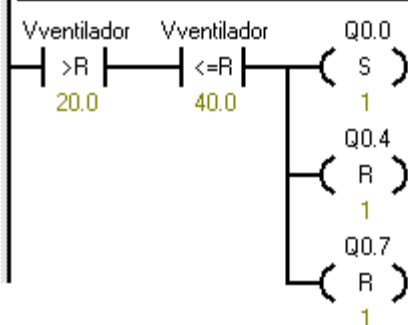 Vventilador Vventilador Q0.0
>R <=R S
20.0 40.0 1
Q0.4
R
1
Q0.7
R
1